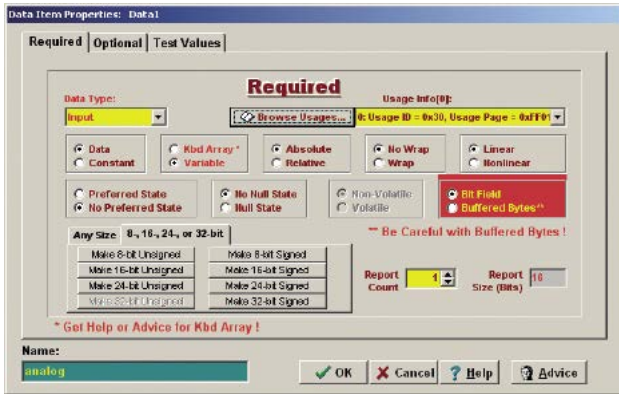 Data Item Properties: Data1
Required Optional Test Values
Required
Data Type:
Usage Info[0]:
Input
Browse Usages...
0: Usage ID = 0x30, Usage Page = 0xFF01
Data
Constant
Kbd Array *
Variable
Absolute
Relative
No Wrap
Wrap
Linear
Nonlinear
Preferred State
No Preferred State
No Null State
Null State
Non-Volatile
Volatile
Bit Field
Buffered Bytes**
Any Size 8-, 16-, 24-, or 32-bit
** Be Careful with Buffered Bytes !
Make 8-bit Unsigned
Make 8-bit Signed
Make 16-bit Unsigned
Make 16-bit Signed
Make 24-bit Unsigned
Make 24-bit Signed
Make 32-bit Unsigned
Make 32-bit Signed
Report Count
1
Report Size (Bits)
16
* Get Help or Advice for Kbd Array !
Name:
analog
OK
Cancel
Help
Advice